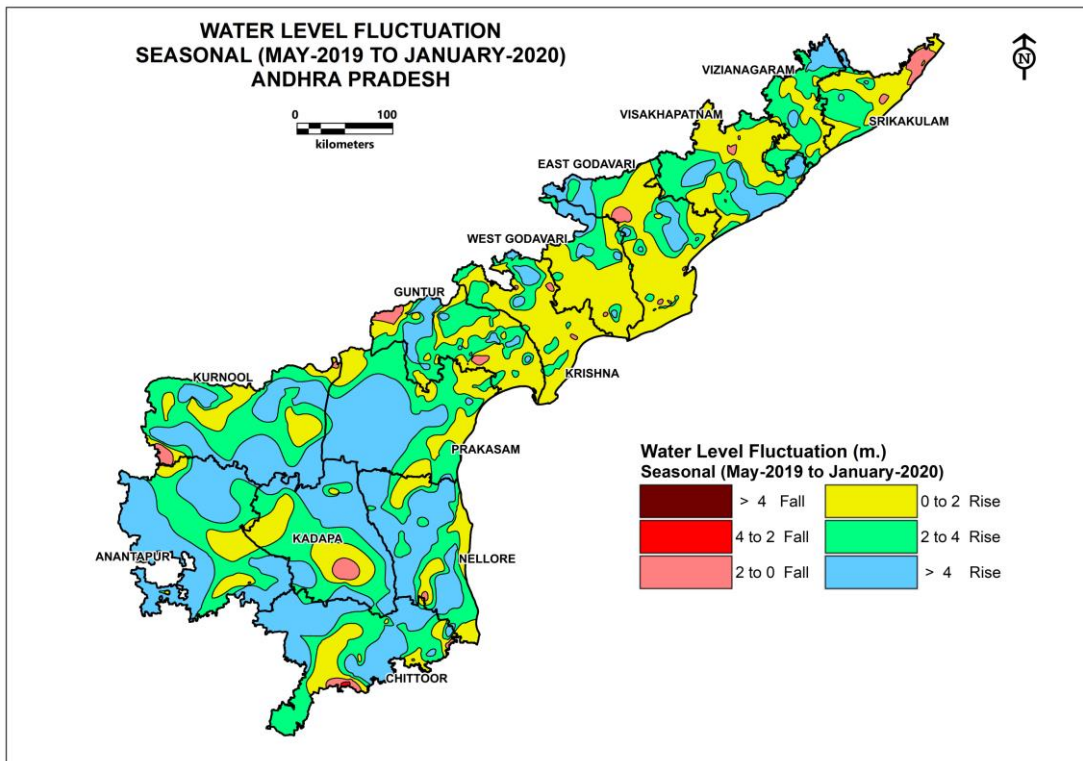 WATER LEVEL FLUCTUATION
SEASONAL (MAY-2019 TO JANUARY-2020)
ANDHRA PRADESH
0 100
kilometers
N
VIZIANAGARAM
SRIKAKULAM
VISAKHAPATNAM
EAST GODAVARI
WEST GODAVARI
GUNTUR
KRISHNA
KURNOOL
PRAKASAM
KADAPA
ANANTAPUR
NELLORE
CHITTOOR
Water Level Fluctuation (m.)
Seasonal (May-2019 to January-2020)
> 4 Fall
0 to 2 Rise
4 to 2 Fall
2 to 4 Rise
2 to 0 Fall
> 4 Rise